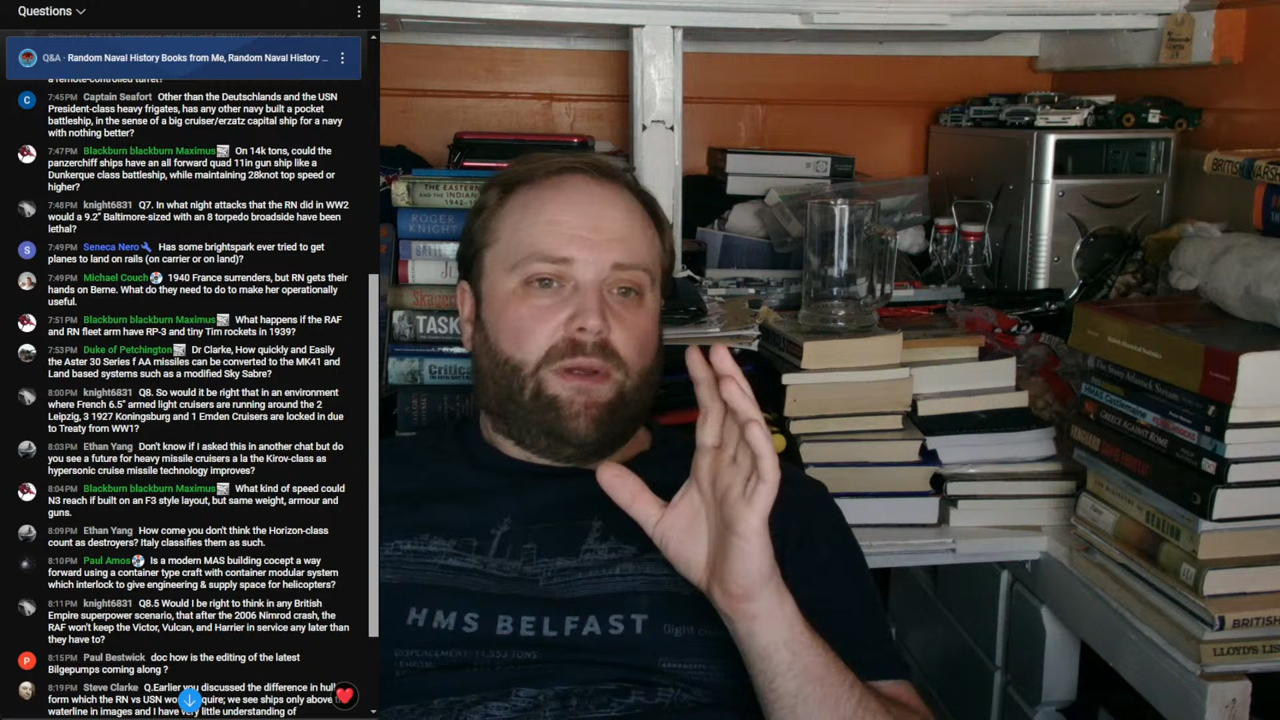 Questions
Q&A · Random Naval History Books from Me, Random Naval History ...
a remote-controlled turret?
C 7:45PM Captain Seafort Other than the Deutschlands and the USN
President-class heavy frigates, has any other navy built a pocket
battleship, in the sense of a big cruiser/erzatz capital ship for a navy
with nothing better?
7:47PM Blackburn blackburn Maximus On 14k tons, could the
panzerchiff ships have an all forward quad 11in gun ship like a
Dunkerque class battleship, while maintaining 28knot top speed or
higher?
7:48PM knight6831 Q7. In what night attacks that the RN did in WW2
would a 9.2" Baltimore-sized with an 8 torpedo broadside have been
lethal?
S 7:49PM Seneca Nero Has some brightspark ever tried to get
planes to land on rails (on carrier or on land)?
7:49PM Michael Couch 1940 France surrenders, but RN gets their
hands on Berne. What do they need to do to make her operationally
useful.
7:51PM Blackburn blackburn Maximus What happens if the RAF
and RN fleet arm have RP-3 and tiny Tim rockets in 1939?
7:53PM Duke of Petchington Dr Clarke, How quickly and Easily
the Aster 30 Series f AA missiles can be converted to the MK41 and
Land based systems such as a modified Sky Sabre?
8:00PM knight6831 Q8. So would it be right that in an environment
where French 6.5" armed light cruisers are running around the 2
Leipzig, 3 1927 Koningsburg and 1 Emden Cruisers are locked in due
to Treaty from WW1?
8:03PM Ethan Yang Don't know if I asked this in another chat but do
you see a future for heavy missile cruisers a la the Kirov-class as
hypersonic cruise missile technology improves?
8:04PM Blackburn blackburn Maximus What kind of speed could
N3 reach if built on an F3 style layout, but same weight, armour and
guns.
8:09PM Ethan Yang How come you don't think the Horizon-class
count as destroyers? Italy classifies them as such.
8:10PM Paul Amos Is a modern MAS building cocept a way
forward using a container type craft with container modular system
which interlock to give engineering & supply space for helicopters?
8:11PM knight6831 Q8.5 Would I be right to think in any British
Empire superpower scenario, that after the 2006 Nimrod crash, the
RAF won't keep the Victor, Vulcan, and Harrier in service any later than
they have to?
P 8:15PM Paul Bestwick doc how is the editing of the latest
Bilgepumps coming along ?
8:19PM Steve Clarke Q.Earlier you discussed the difference in hull
form which the RN vs USN
waterline in images and I have very little understanding of
THE EASTERN
AND THE INDIAN
1942-
ROGER
KNIGHT
TASK
Critical
HMS BELFAST
light
DISPLACEMENT: 11,553 TONS
GREECE AGAINST ROME
BRITISH
LLOYD'S